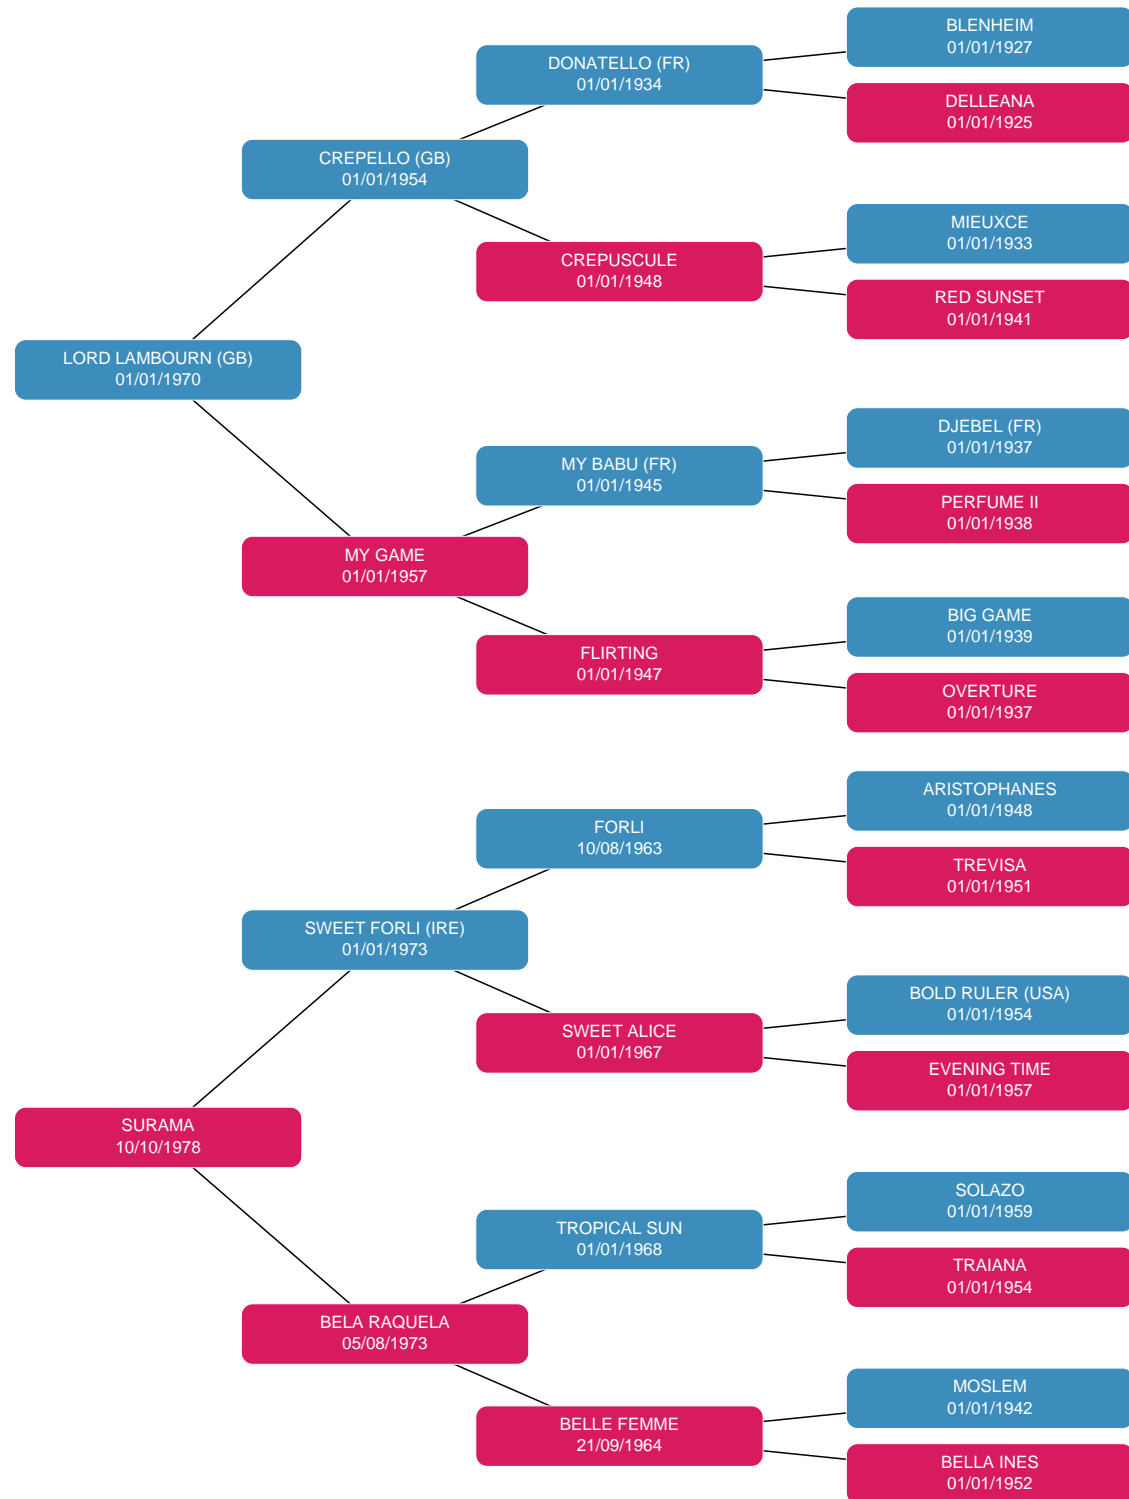 BLENHEIM
01/01/1927
DONATELLO (FR)
01/01/1934
DELLEANA
01/01/1925
CREPELLO (GB)
01/01/1954
MIEUXCE
01/01/1933
CREPUSCULE
01/01/1948
RED SUNSET
01/01/1941
LORD LAMBOURN (GB)
01/01/1970
DJEBEL (FR)
01/01/1937
MY BABU (FR)
01/01/1945
PERFUME II
01/01/1938
MY GAME
01/01/1957
BIG GAME
01/01/1939
FLIRTING
01/01/1947
OVERTURE
01/01/1937
ARISTOPHANES
01/01/1948
FORLI
10/08/1963
TREVISA
01/01/1951
SWEET FORLI (IRE)
01/01/1973
BOLD RULER (USA)
01/01/1954
SWEET ALICE
01/01/1967
EVENING TIME
01/01/1957
SURAMA
10/10/1978
SOLAZO
01/01/1959
TROPICAL SUN
01/01/1968
TRAIANA
01/01/1954
BELA RAQUELA
05/08/1973
MOSLEM
01/01/1942
BELLE FEMME
21/09/1964
BELLA INES
01/01/1952